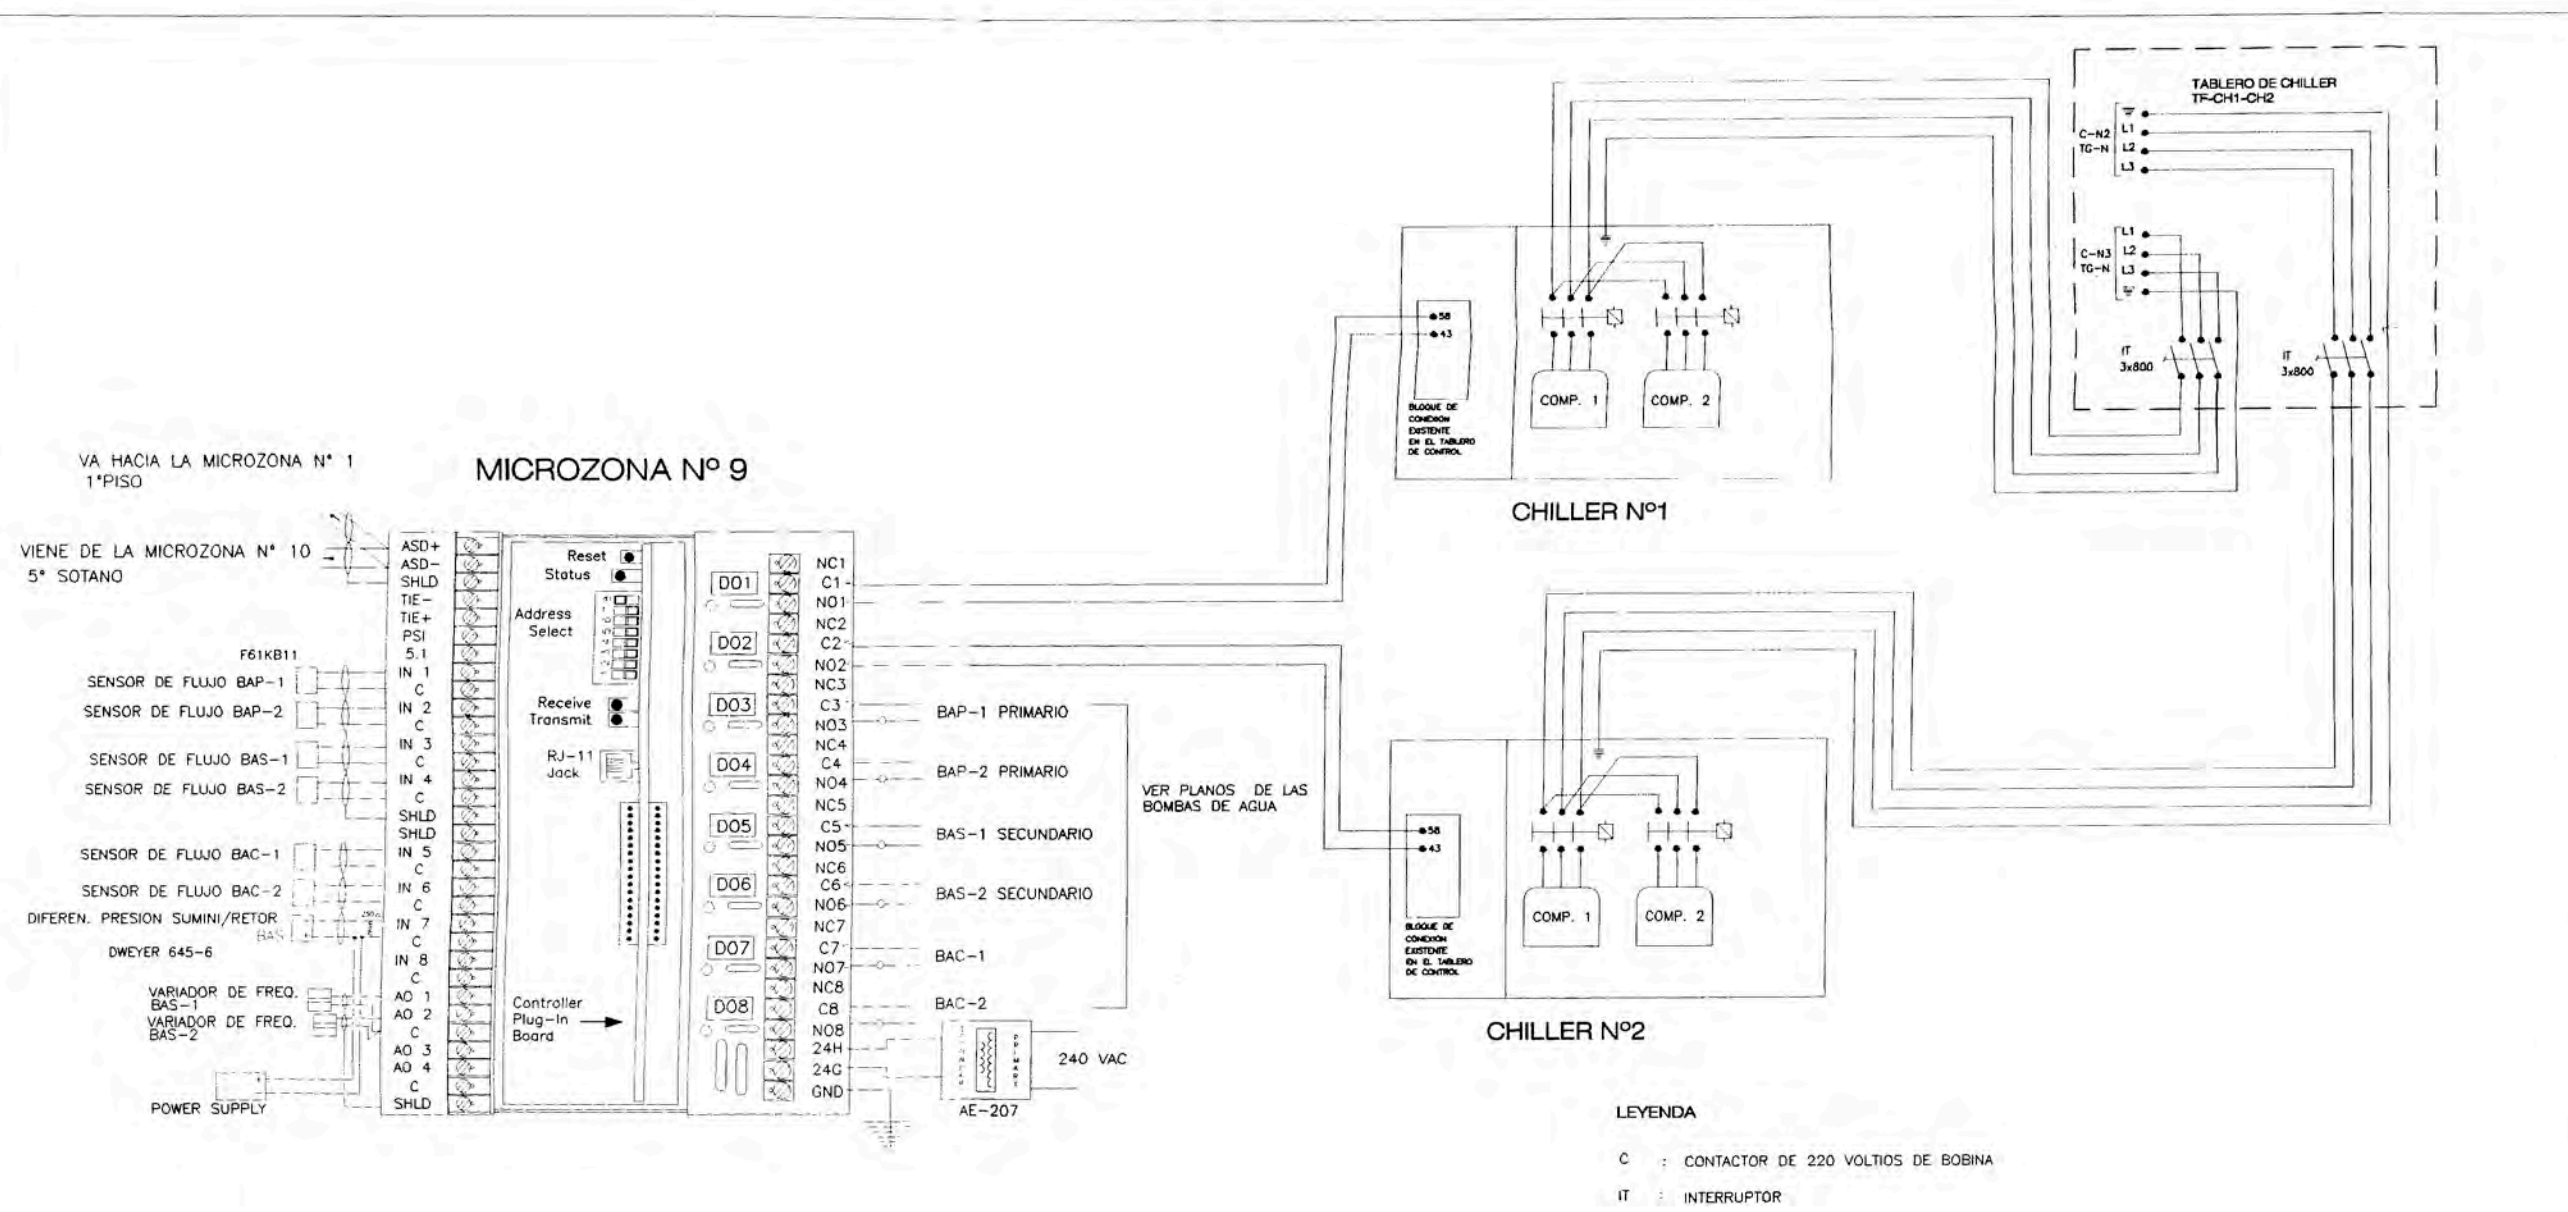 TABLERO DE CHILLER
TF-CH1-CH2
C-N2
TG-N
L1
L2
L3
C-N3
TG-N
L1
L2
L3
IT
3x800
IT
3x800
58
43
BLOQUE DE
CONEXION
EXISTENTE
EN EL TABLERO
DE CONTROL
COMP. 1
COMP. 2
CHILLER Nº1
VA HACIA LA MICROZONA N° 1
1°PISO
MICROZONA Nº 9
VIENE DE LA MICROZONA N° 10
5° SOTANO
F61KB11
SENSOR DE FLUJO BAP-1
SENSOR DE FLUJO BAP-2
SENSOR DE FLUJO BAS-1
SENSOR DE FLUJO BAS-2
SENSOR DE FLUJO BAC-1
SENSOR DE FLUJO BAC-2
DIFEREN. PRESION SUMINI/RETOR
BAS
DWEYER 645-6
VARIADOR DE FREQ.
BAS-1
VARIADOR DE FREQ.
BAS-2
POWER SUPPLY
ASD+
ASD-
SHLD
TIE-
TIE+
PSI
5.1
IN 1
C
IN 2
C
IN 3
C
IN 4
C
SHLD
SHLD
IN 5
C
IN 6
C
IN 7
C
IN 8
C
AO 1
AO 2
C
AO 3
AO 4
C
SHLD
Reset
Status
Address
Select
Receive
Transmit
RJ-11
Jack
Controller
Plug-In
Board
DO1
DO2
DO3
DO4
DO5
DO6
DO7
DO8
NC1
C1
NO1
NC2
C2
NO2
NC3
C3
NO3
NC4
C4
NO4
NC5
C5
NO5
NC6
C6
NO6
NC7
C7
NO7
NC8
C8
NO8
24H
24G
GND
BAP-1 PRIMARIO
BAP-2 PRIMARIO
BAS-1 SECUNDARIO
BAS-2 SECUNDARIO
BAC-1
BAC-2
VER PLANOS DE LAS
BOMBAS DE AGUA
PRIMARY
240 VAC
AE-207
58
43
BLOQUE DE
CONEXION
EXISTENTE
EN EL TABLERO
DE CONTROL
COMP. 1
COMP. 2
CHILLER Nº2
LEYENDA
C : CONTACTOR DE 220 VOLTIOS DE BOBINA
IT : INTERRUPTOR